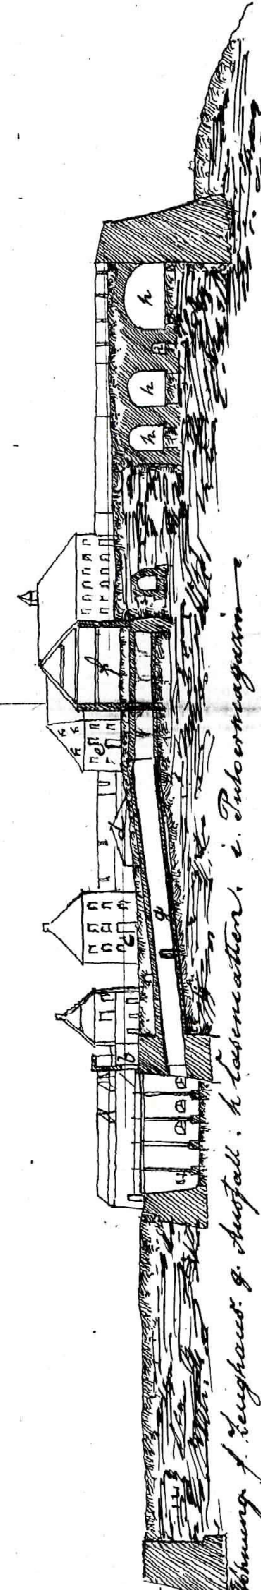 f. Zeughaus. g. Ausfall. h Casematten. i. Pulvermagazin
h
h
h
i
f
e
d
c
b
g